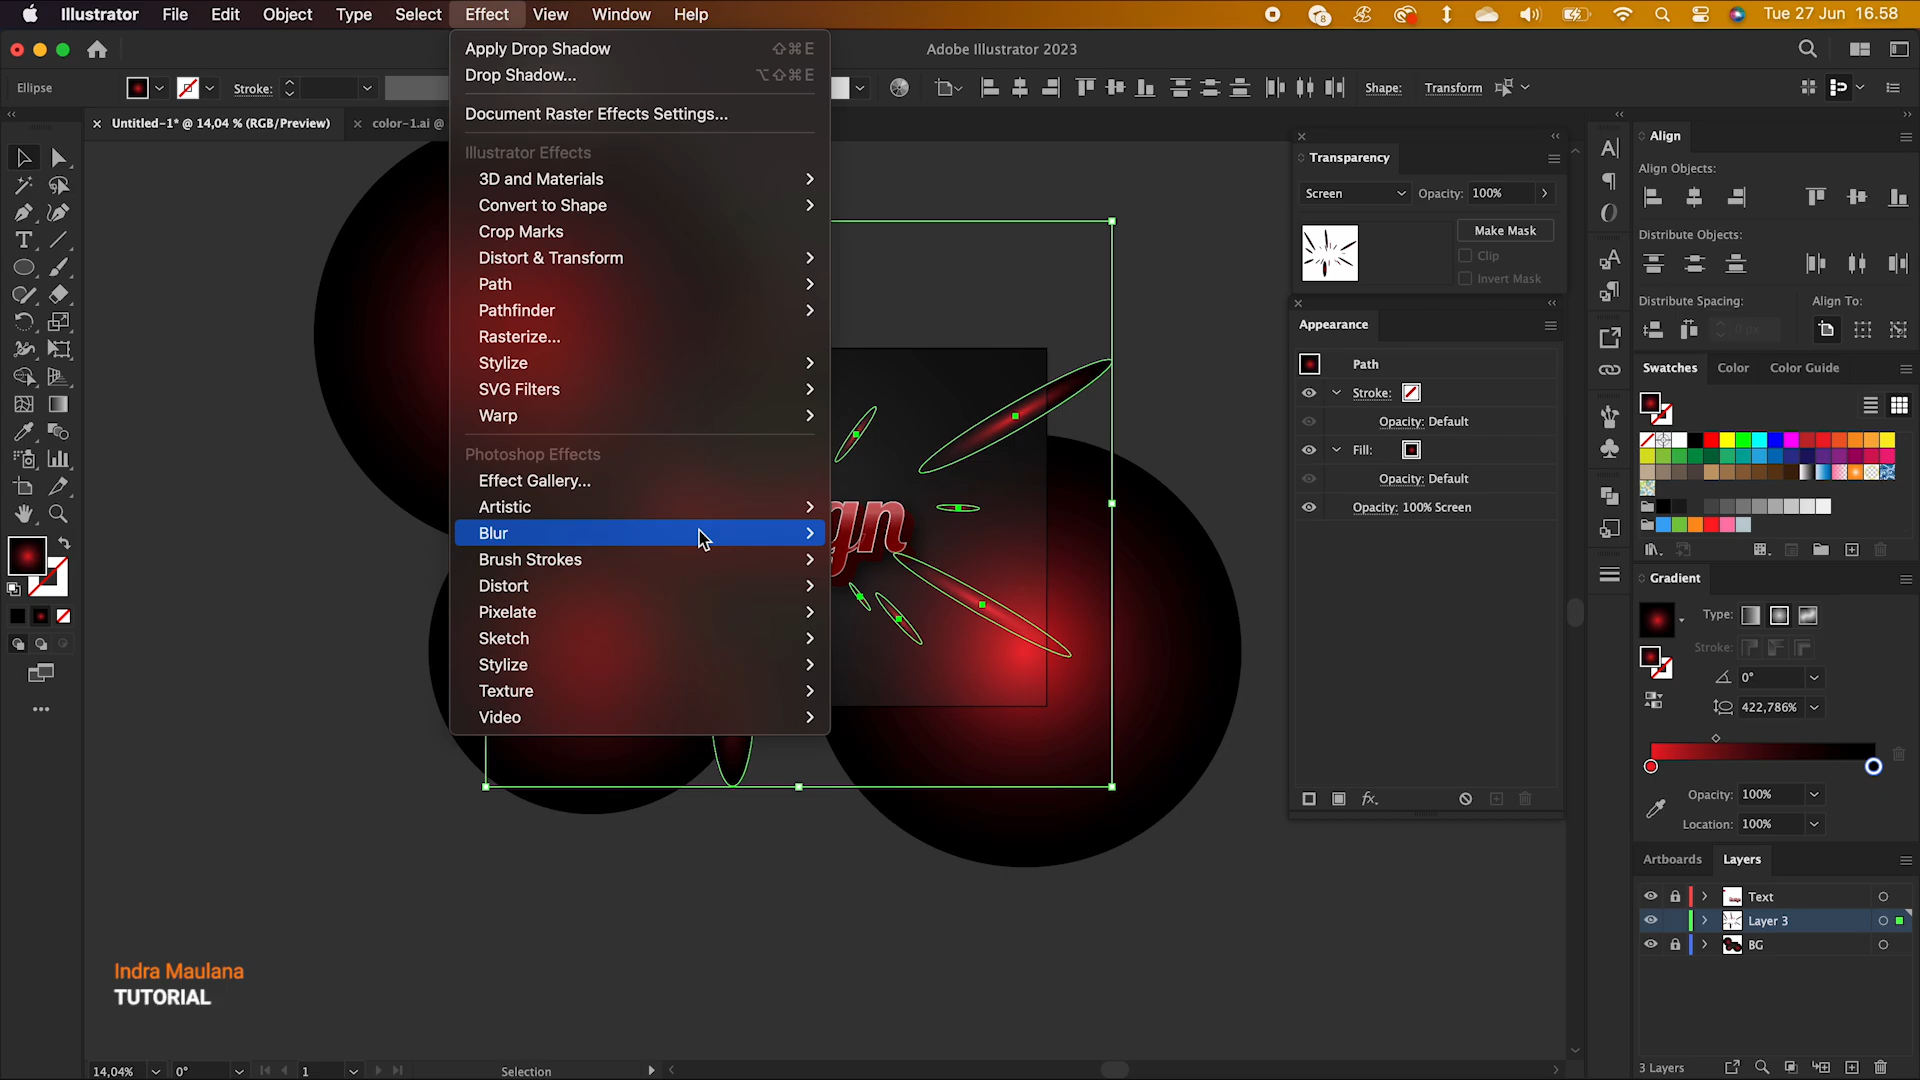 Illustrator File Edit Object Type Select Effect View Window Help 8 Tue 27 Jun 16.58
Adobe Illustrator 2023
Ellipse Stroke: Shape: Transform
Untitled-1* @ 14,04 % (RGB/Preview) color-1.ai @
Apply Drop Shadow ⇧⌘E
Drop Shadow... ⌥⇧⌘E
Document Raster Effects Settings...
Illustrator Effects
3D and Materials
Convert to Shape
Crop Marks
Distort & Transform
Path
Pathfinder
Rasterize...
Stylize
SVG Filters
Warp
Photoshop Effects
Effect Gallery...
Artistic
Blur
Brush Strokes
Distort
Pixelate
Sketch
Stylize
Texture
Video
ign
Transparency
Screen Opacity: 100%
Make Mask
Clip
Invert Mask
Appearance
Path
Stroke:
Opacity: Default
Fill:
Opacity: Default
Opacity: 100% Screen
fx.
Align
Align Objects:
Distribute Objects:
Distribute Spacing: Align To:
0 px
Swatches Color Color Guide
Gradient
Type:
Stroke:
0°
422,786%
Opacity: 100%
Location: 100%
Artboards Layers
Text
Layer 3
BG
3 Layers
Indra Maulana
TUTORIAL
14,04% 0° 1 Selection